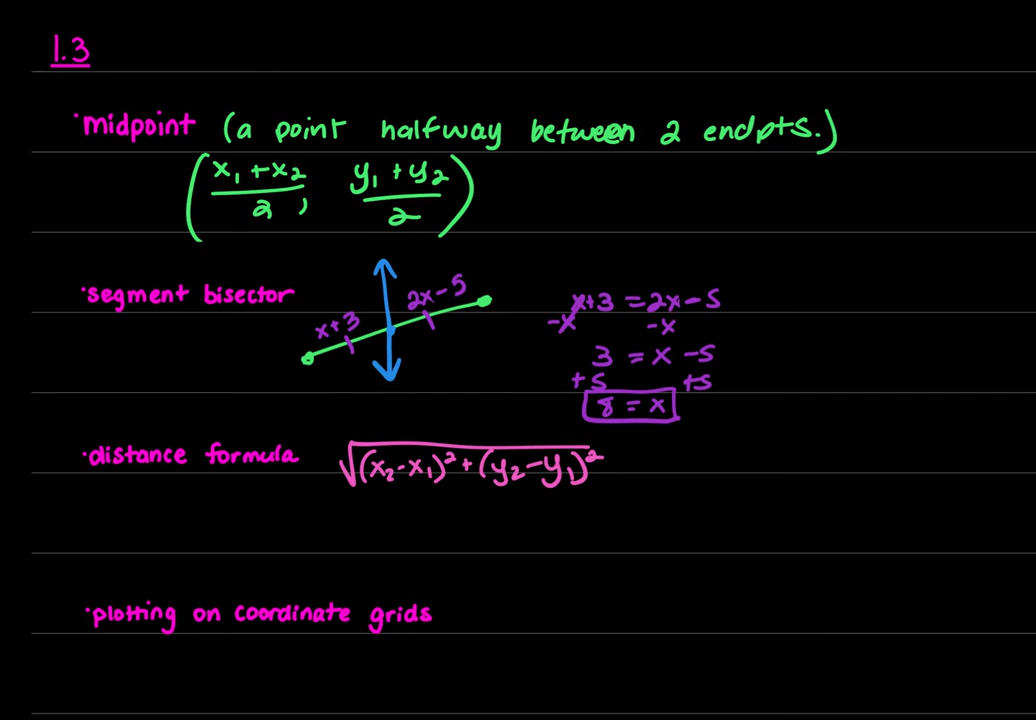 1.3
·midpoint (a point halfway between 2 endpts.)
(x₁+x₂/2, y₁+y₂/2)
·segment bisector
x+3 2x-5
x+3 = 2x-5
-x -x
3 = x -5
+5 +5
8 = x
·distance formula √(x₂-x₁)²+(y₂-y₁)²
·plotting on coordinate grids